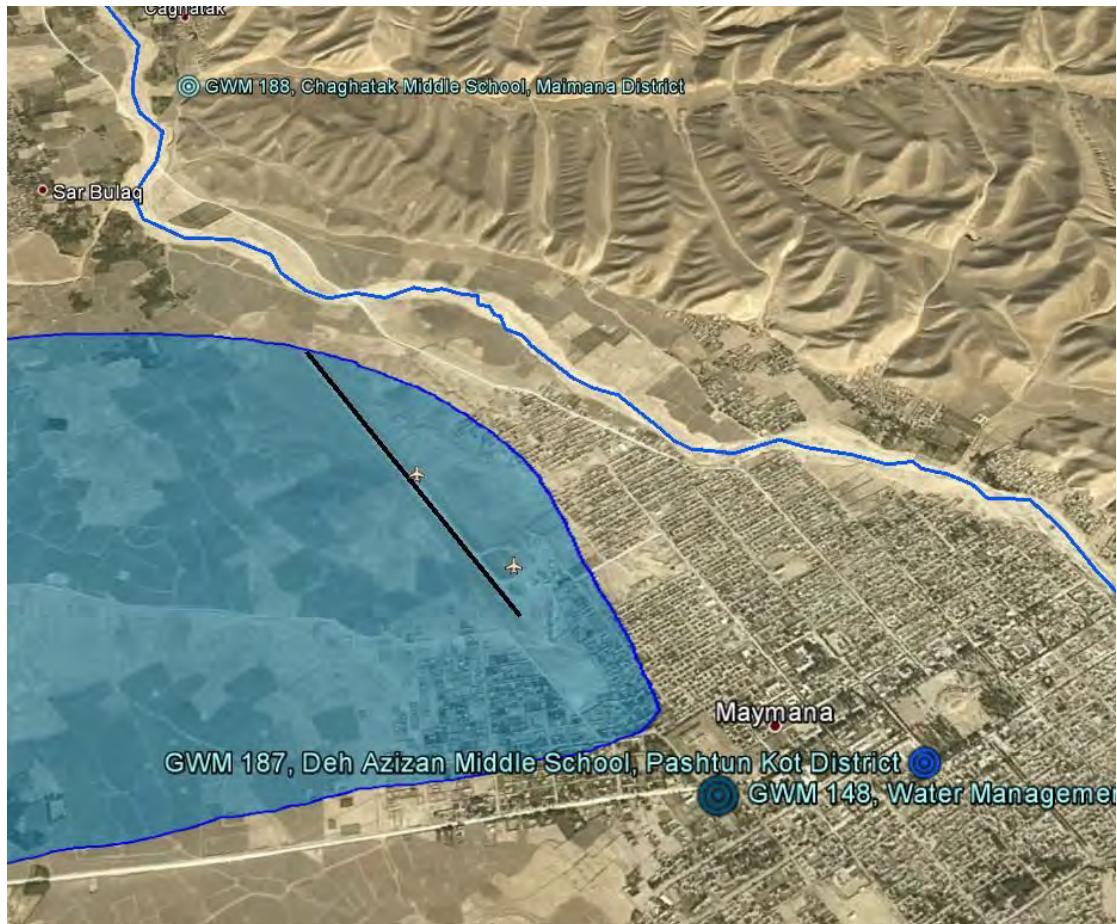 Caghatak
GWM 188, Chaghatak Middle School, Maimana District
Sar Bulaq
Maymana
GWM 187, Deh Azizan Middle School, Pashtun Kot District
GWM 148, Water Managemen